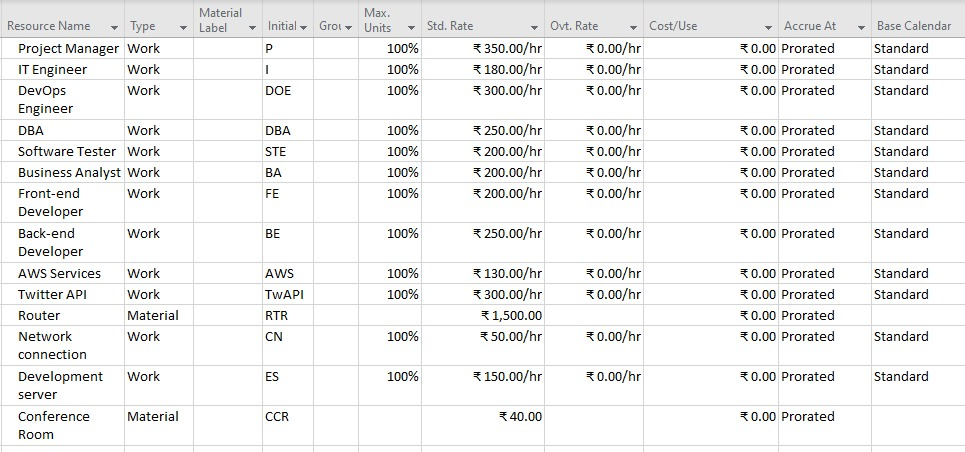 Resource Name Type Material Label Initial Grou Max. Units Std. Rate Ovt. Rate Cost/Use Accrue At Base Calendar
Project Manager Work P 100% ₹ 350.00/hr ₹ 0.00/hr ₹ 0.00 Prorated Standard
IT Engineer Work I 100% ₹ 180.00/hr ₹ 0.00/hr ₹ 0.00 Prorated Standard
DevOps Engineer Work DOE 100% ₹ 300.00/hr ₹ 0.00/hr ₹ 0.00 Prorated Standard
DBA Work DBA 100% ₹ 250.00/hr ₹ 0.00/hr ₹ 0.00 Prorated Standard
Software Tester Work STE 100% ₹ 200.00/hr ₹ 0.00/hr ₹ 0.00 Prorated Standard
Business Analyst Work BA 100% ₹ 200.00/hr ₹ 0.00/hr ₹ 0.00 Prorated Standard
Front-end Developer Work FE 100% ₹ 200.00/hr ₹ 0.00/hr ₹ 0.00 Prorated Standard
Back-end Developer Work BE 100% ₹ 250.00/hr ₹ 0.00/hr ₹ 0.00 Prorated Standard
AWS Services Work AWS 100% ₹ 130.00/hr ₹ 0.00/hr ₹ 0.00 Prorated Standard
Twitter API Work TwAPI 100% ₹ 300.00/hr ₹ 0.00/hr ₹ 0.00 Prorated Standard
Router Material RTR ₹ 1,500.00 ₹ 0.00 Prorated
Network connection Work CN 100% ₹ 50.00/hr ₹ 0.00/hr ₹ 0.00 Prorated Standard
Development server Work ES 100% ₹ 150.00/hr ₹ 0.00/hr ₹ 0.00 Prorated Standard
Conference Room Material CCR ₹ 40.00 ₹ 0.00 Prorated